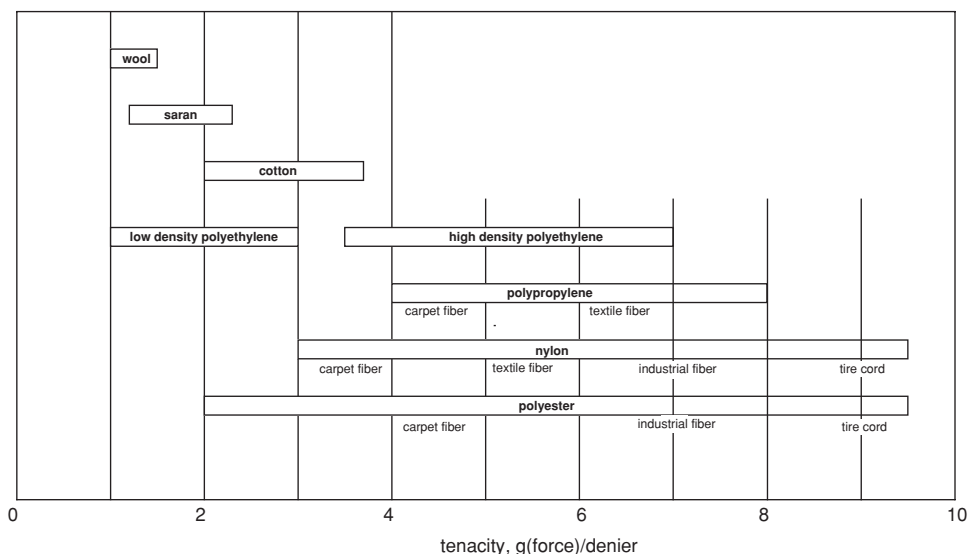 wool
saran
cotton
low density polyethylene high density polyethylene
polypropylene
carpet fiber textile fiber
nylon
carpet fiber textile fiber industrial fiber tire cord
polyester
carpet fiber industrial fiber tire cord
0 2 4 6 8 10
tenacity, g(force)/denier